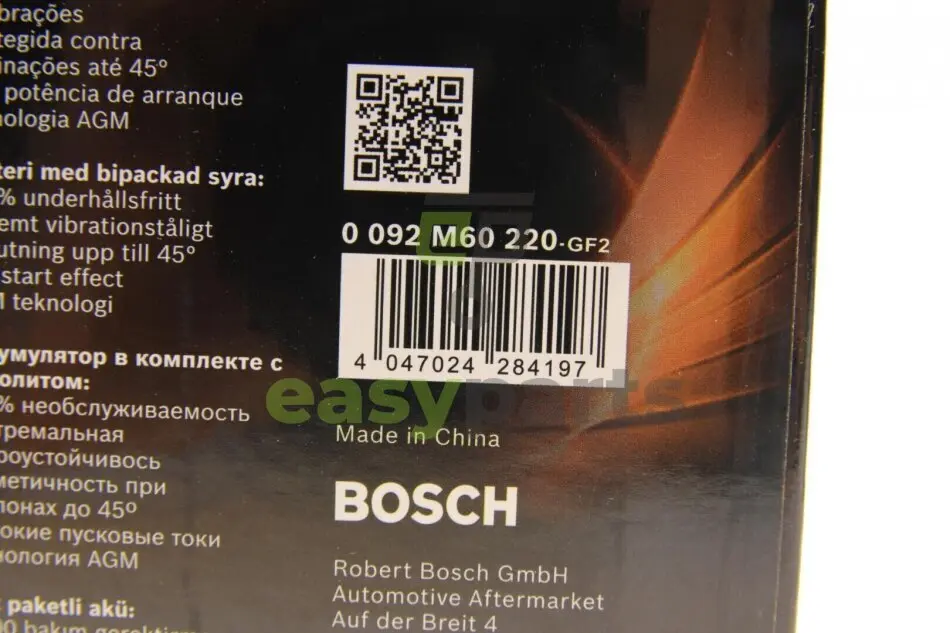 brações
tegida contra
inações até 45°
potência de arranque
ologia AGM
teri med bipackad syra:
% underhållsfritt
emt vibrationståligt
utning upp till 45°
start effect
M teknologi
умулятор в комплекте с
олитом:
% необслуживаемость
тремальная
роустойчивось
метичность при
лонах до 45º
окие пусковые токи
нология AGM
paketli akü:
0 092 M60 220-GF2
4 047024 284197
easyparts
Made in China
BOSCH
Robert Bosch GmbH
Automotive Aftermarket
Auf der Breit 4